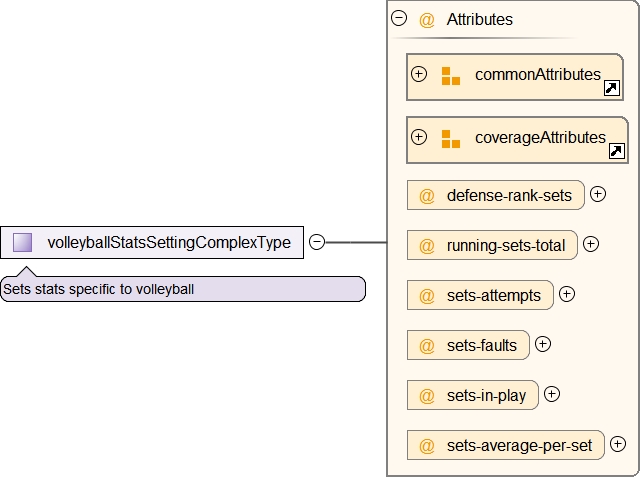 @ Attributes
commonAttributes
coverageAttributes
@ defense-rank-sets
volleyballStatsSettingComplexType
@ running-sets-total
Sets stats specific to volleyball
@ sets-attempts
@ sets-faults
@ sets-in-play
@ sets-average-per-set